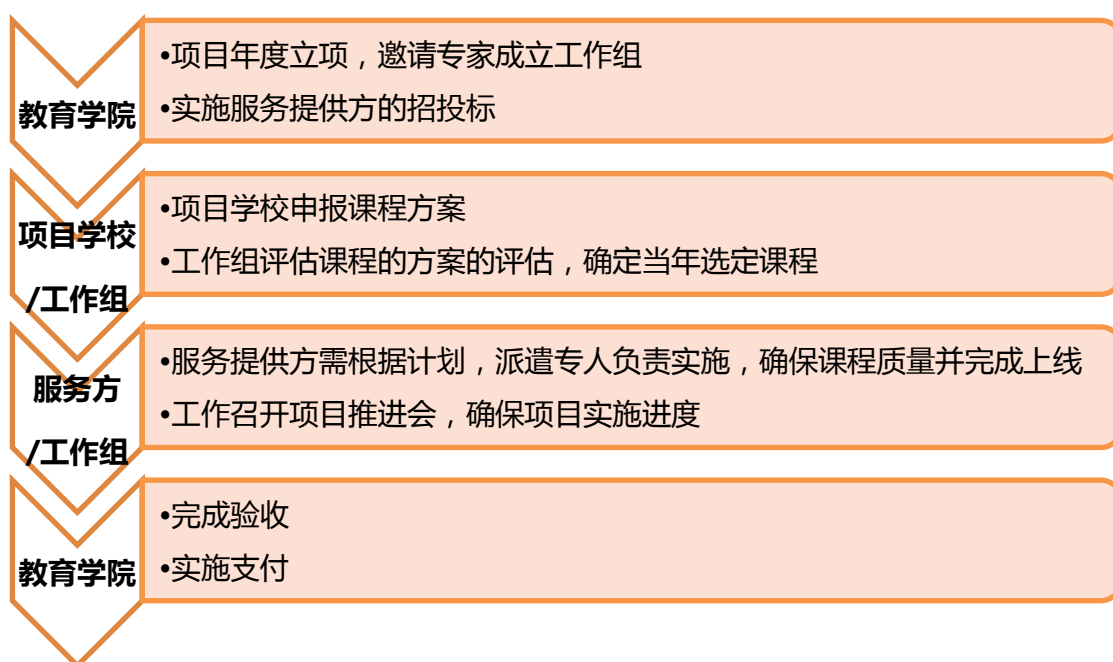 教育学院
•项目年度立项，邀请专家成立工作组
•实施服务提供方的招投标
项目学校
/工作组
•项目学校申报课程方案
•工作组评估课程的方案的评估，确定当年选定课程
服务方
/工作组
•服务提供方需根据计划，派遣专人负责实施，确保课程质量并完成上线
•工作召开项目推进会，确保项目实施进度
教育学院
•完成验收
•实施支付